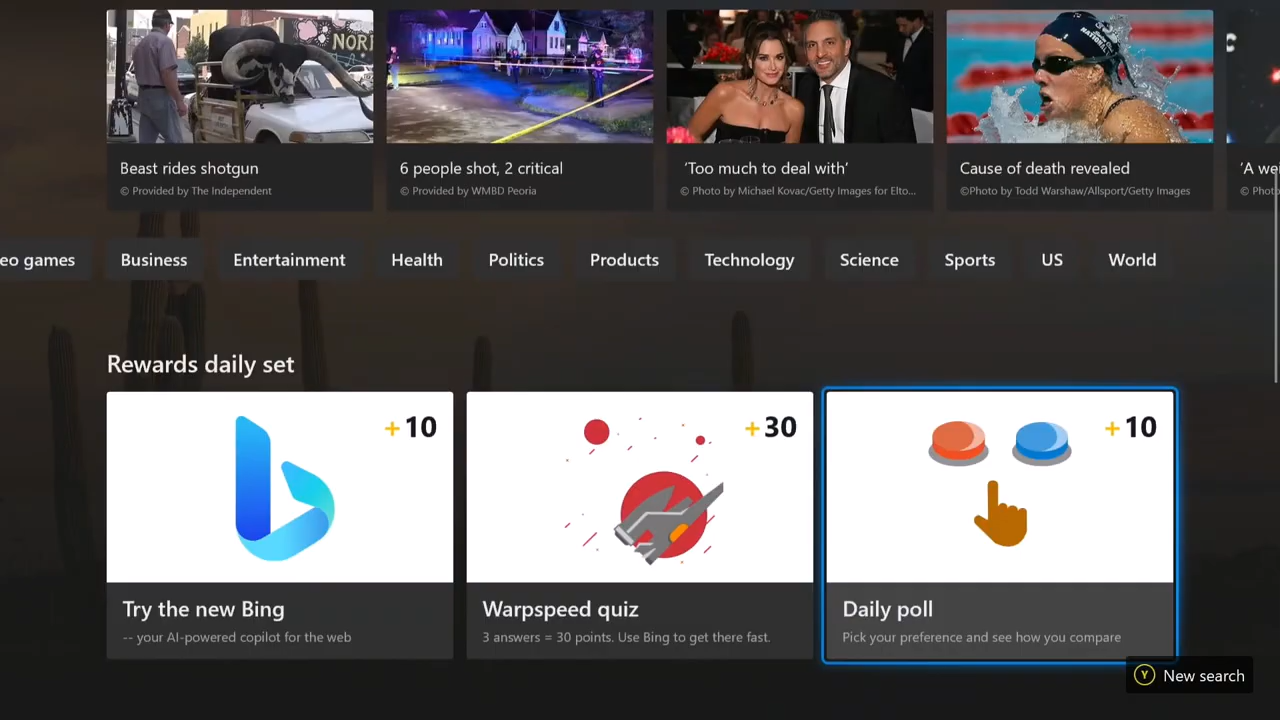 NORI
Beast rides shotgun
© Provided by The Independent
6 people shot, 2 critical
© Provided by WMBD Peoria
‘Too much to deal with’
© Photo by Michael Kovac/Getty Images for Elto...
Cause of death revealed
©Photo by Todd Warshaw/Allsport/Getty Images
‘A we
© Phot
eo games
Business
Entertainment
Health
Politics
Products
Technology
Science
Sports
US
World
Rewards daily set
+10
Try the new Bing
-- your AI-powered copilot for the web
+30
Warpspeed quiz
3 answers = 30 points. Use Bing to get there fast.
+10
Daily poll
Pick your preference and see how you compare
Y New search